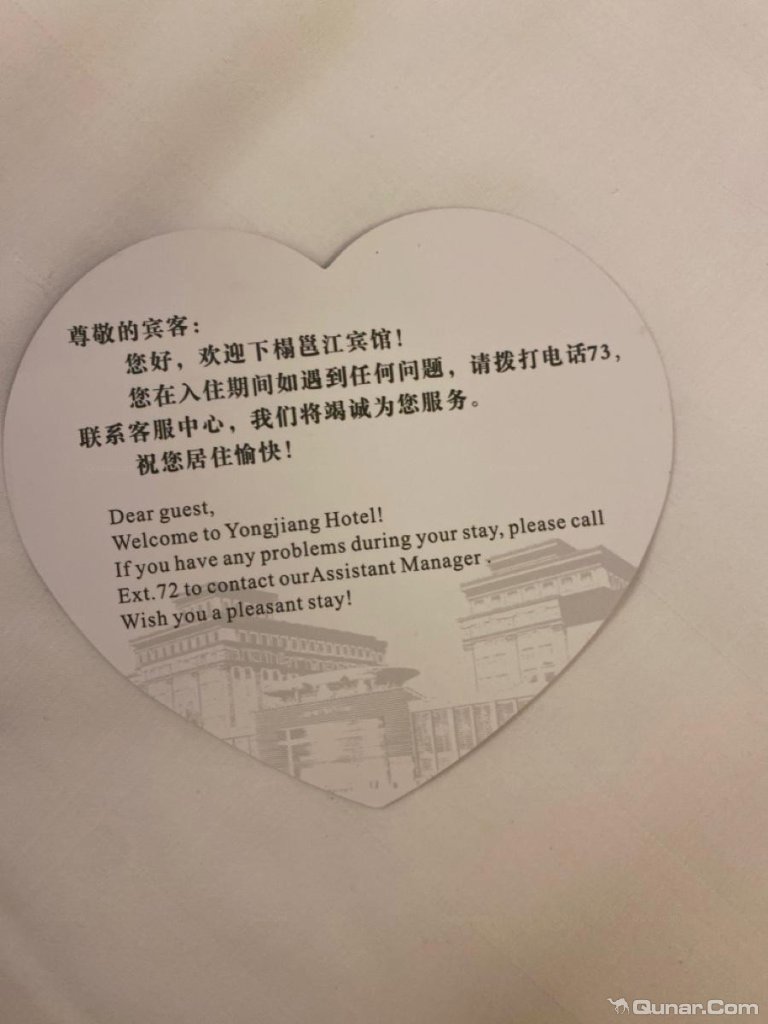 尊敬的宾客：
您好，欢迎下榻邕江宾馆！
您在入住期间如遇到任何问题，请拨打电话73，
联系客服中心，我们将竭诚为您服务。
祝您居住愉快！
Dear guest,
Welcome to Yongjiang Hotel!
If you have any problems during your stay, please call
Ext.72 to contact ourAssistant Manager .
Wish you a pleasant stay!
Qunar.Com